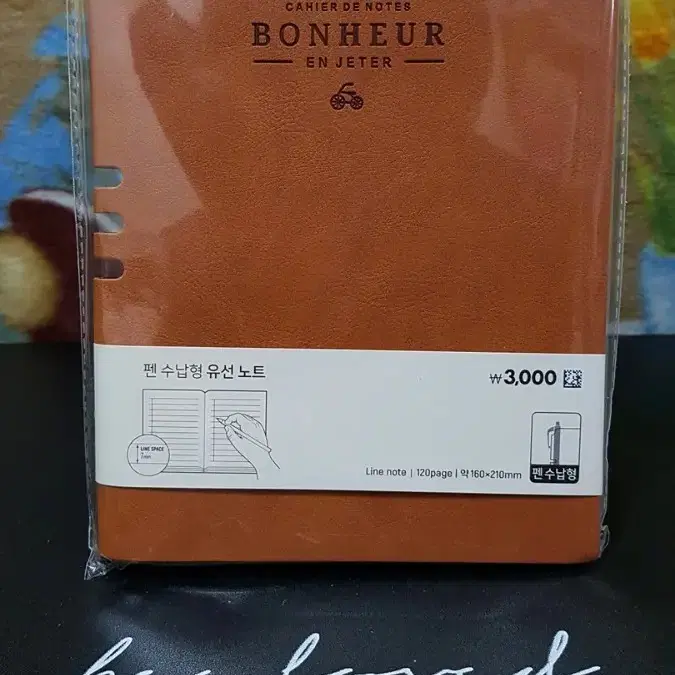 CAHIER DE NOTES
BONHEUR
EN JETER
펜 수납형 유선 노트
₩3,000
LINE SPACE
Line note | 120page | 약 160×210mm
펜 수납형